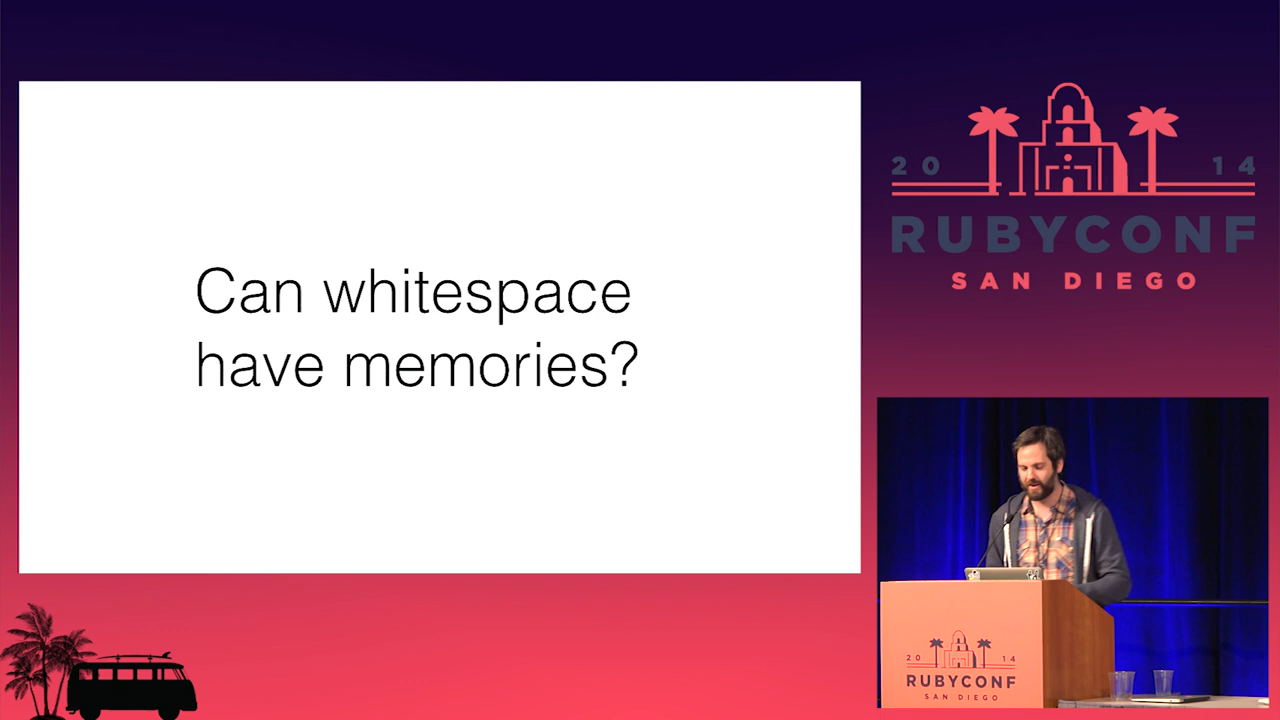 Can whitespace
have memories?
20 14
RUBYCONF
SAN DIEGO
20 14
RUBYCONF
SAN DIEGO